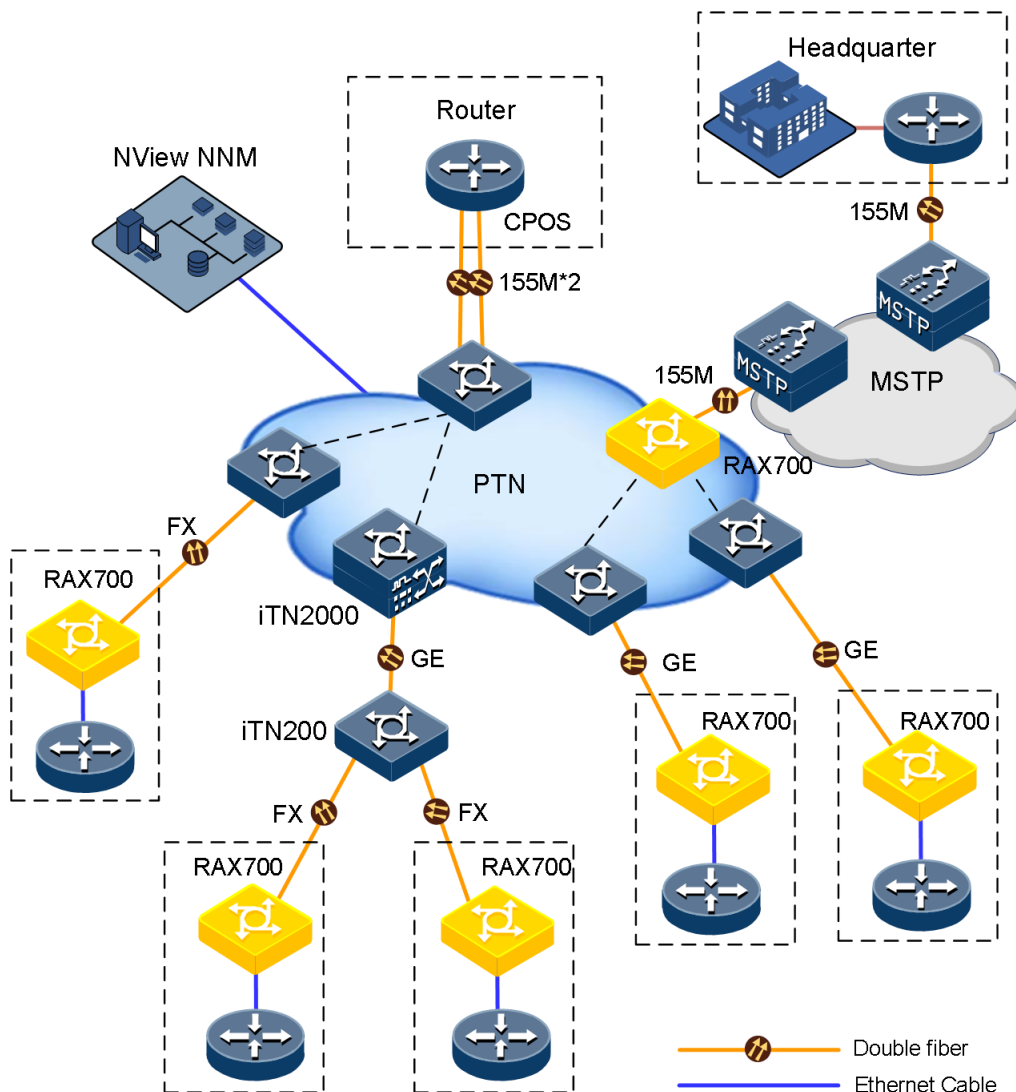 Headquarter
Router
NView NNM
CPOS
155M
155M*2
MSTP
MSTP
MSTP
155M
RAX700
PTN
FX
RAX700
iTN2000
GE
GE
GE
iTN200
RAX700
RAX700
FX
FX
RAX700
RAX700
Double fiber
Ethernet Cable